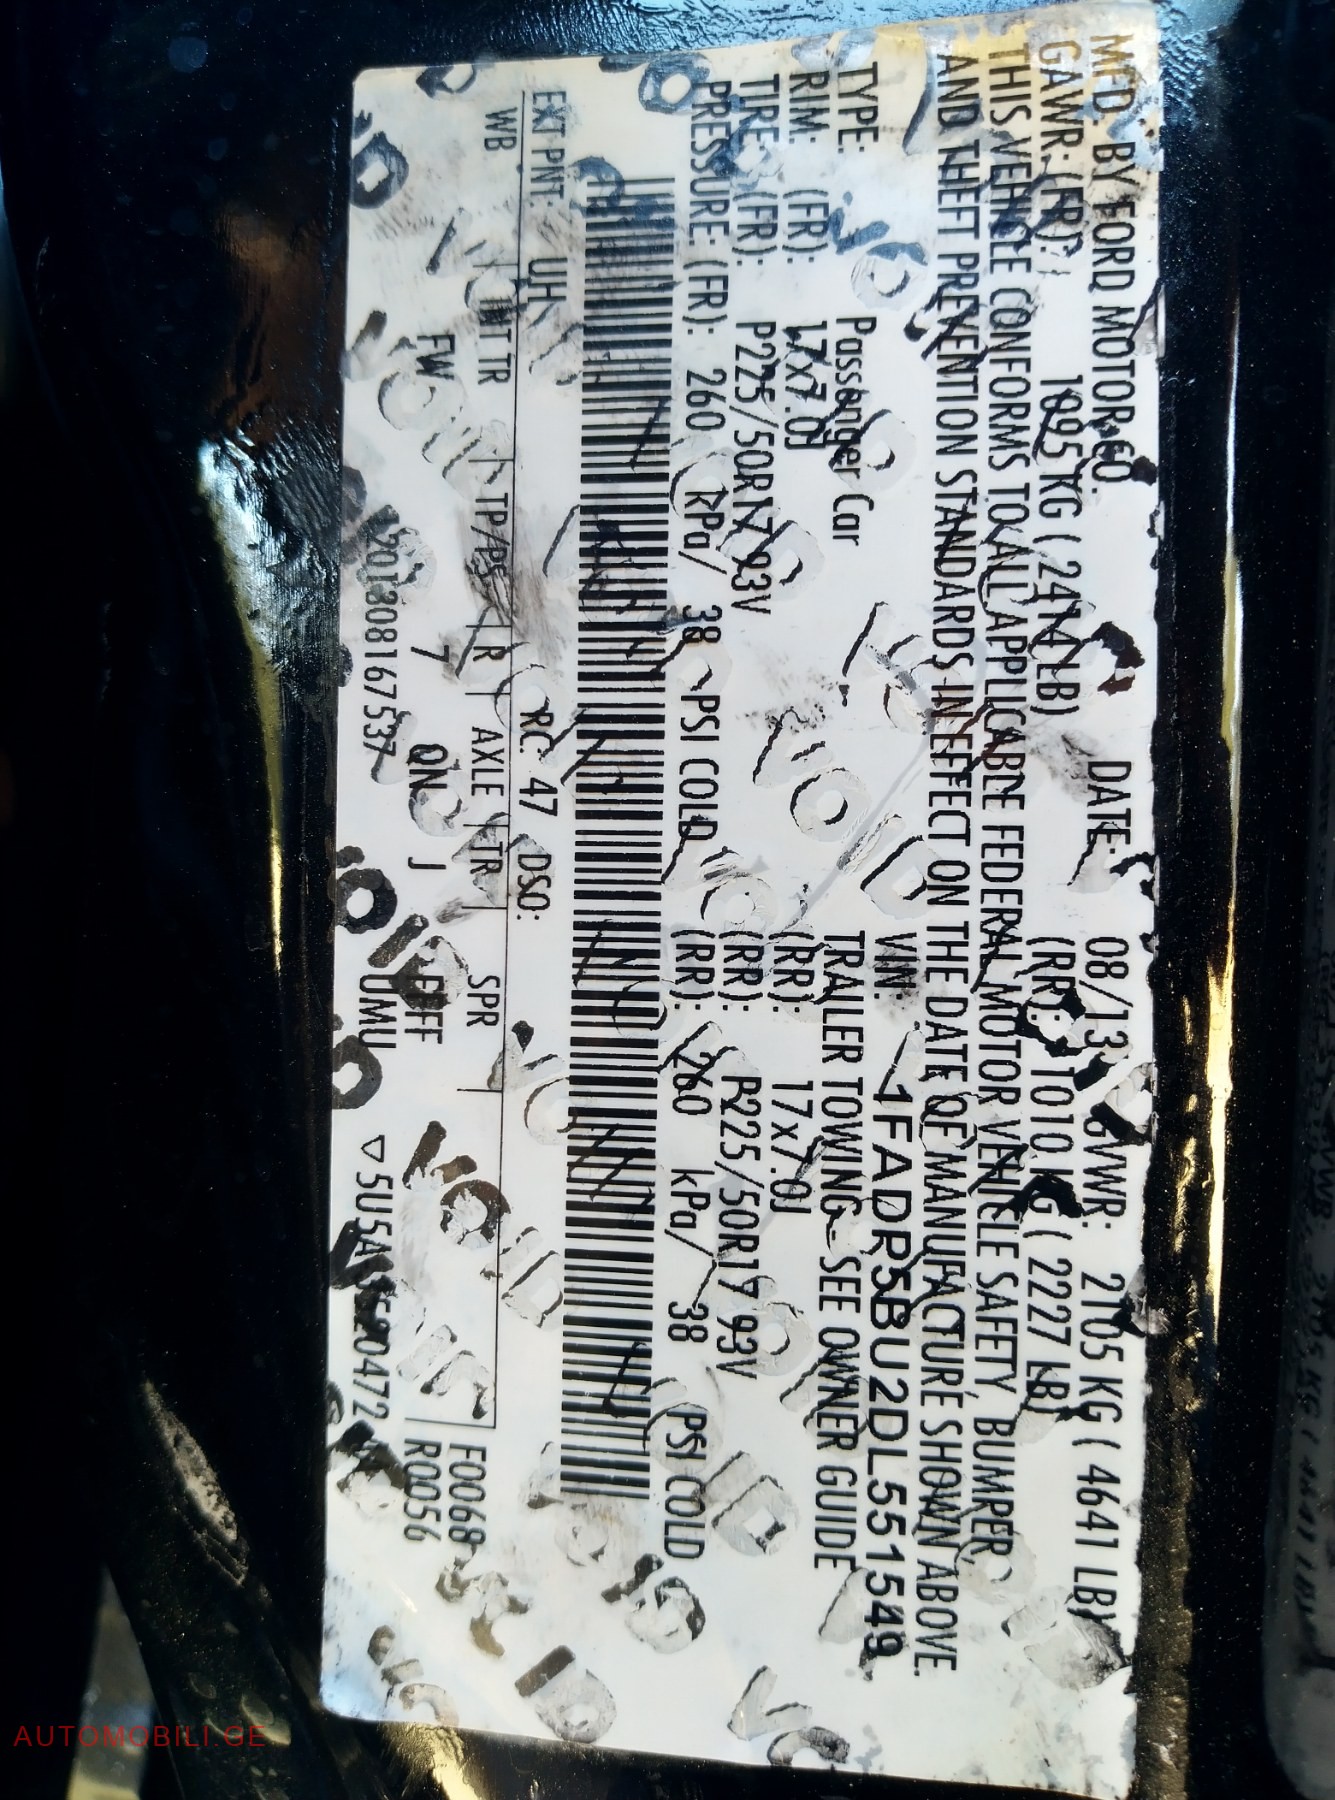 MFD. BY FORD MOTOR CO. DATE: 08/13 GVWR: 2105 KG ( 4641 LB)
GAWR: (FR): 1095 KG ( 2414 LB) (RR): 1010 KG ( 2227 LB)
THIS VEHICLE CONFORMS TO ALL APPLICABLE FEDERAL MOTOR VEHICLE SAFETY, BUMPER,
AND THEFT PREVENTION STANDARDS IN EFFECT ON THE DATE OF MANUFACTURE SHOWN ABOVE.
VIN: 1FADR5BU2DL551549
TYPE: Passenger Car TRAILER TOWING - SEE OWNER GUIDE
RIM: (FR): 17x7.0J (RR): 17x7.0J
TIRE: (FR): P225/50R17 93V (RR): P225/50R17 93V
PRESSURE: (FR): 260 kPa/ 38 PSI COLD (RR): 260 kPa/ 38 PSI COLD
EXT PNT: UH RC: 47 DSO:
WB INT TR TP/PS R AXLE TR SPR F0068
FW 7 QN J EFFF R0056
201308167537 UMU 5U5A
VOID
AUTOMOBILI.GE